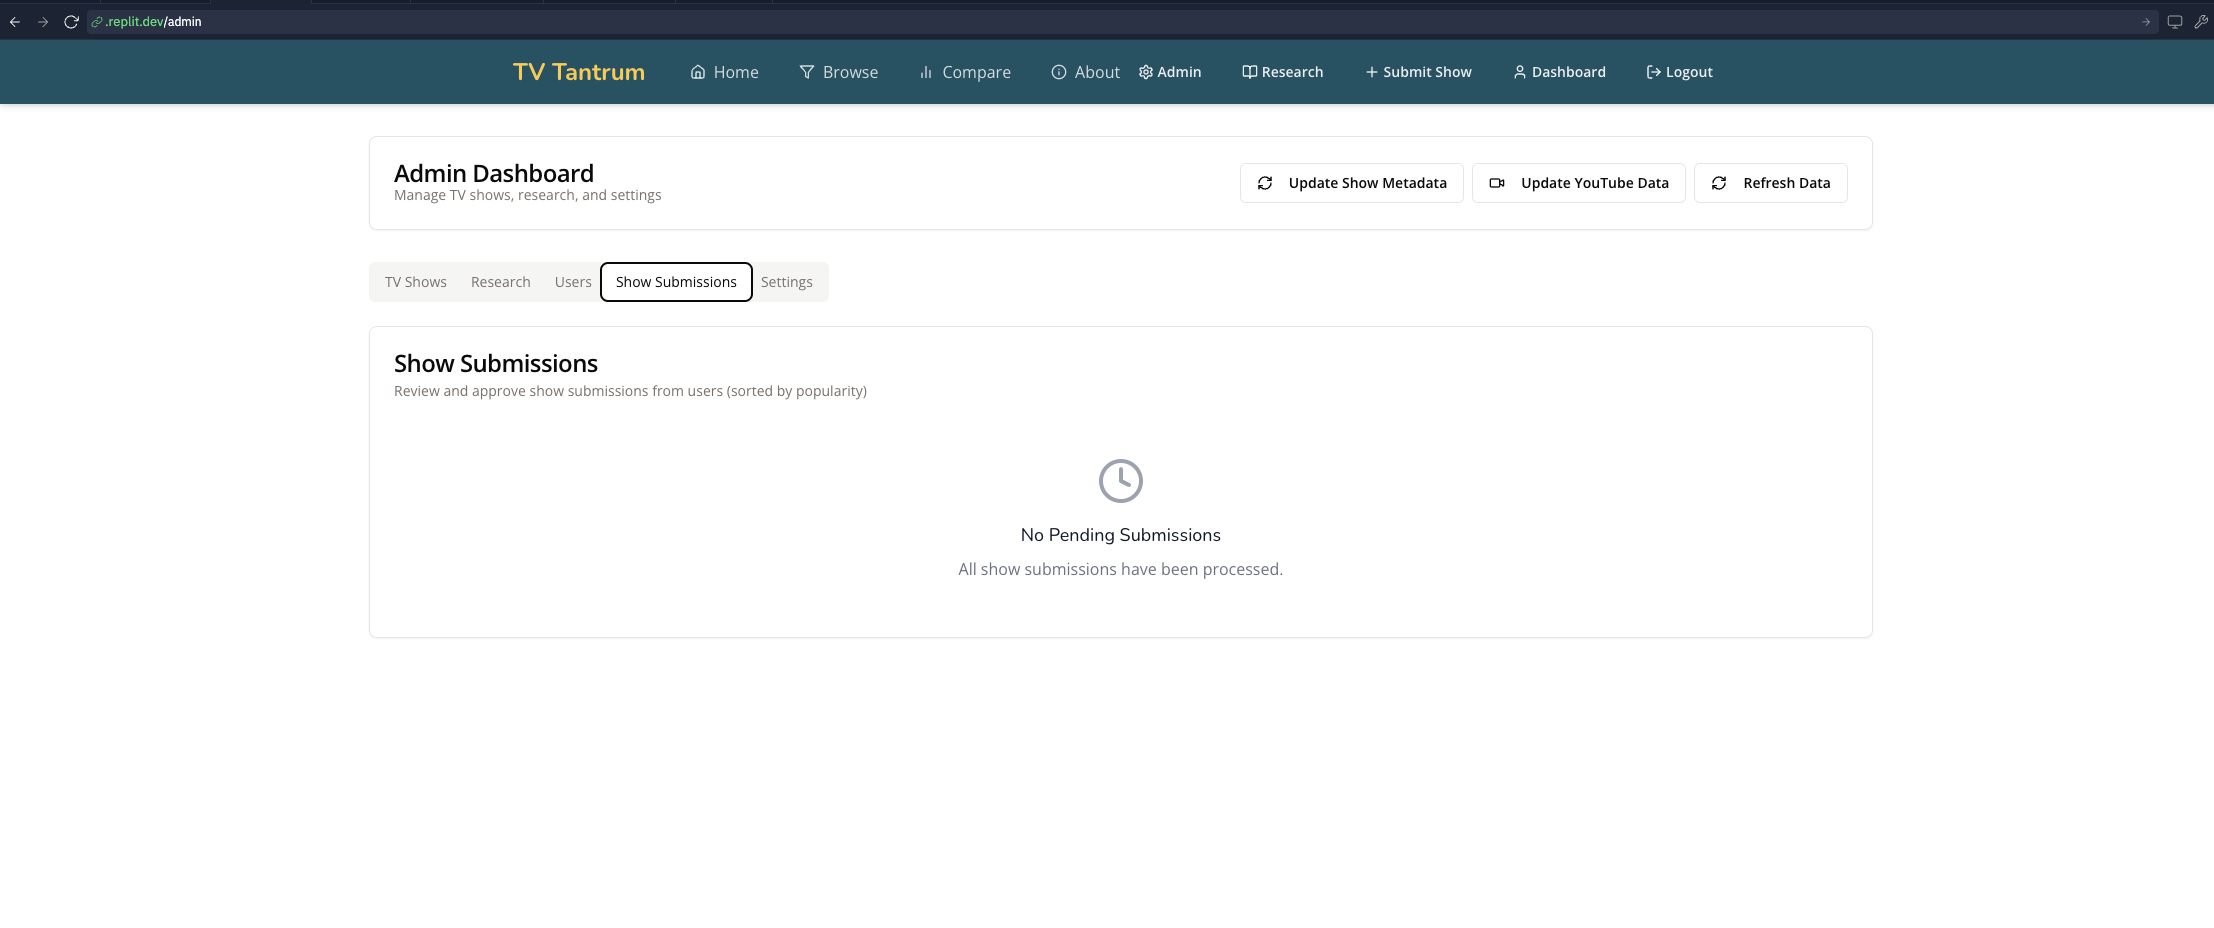 .replit.dev/admin
TV Tantrum Home Browse Compare About Admin Research Submit Show Dashboard Logout
Admin Dashboard
Manage TV shows, research, and settings
Update Show Metadata Update YouTube Data Refresh Data
TV Shows Research Users Show Submissions Settings
Show Submissions
Review and approve show submissions from users (sorted by popularity)
No Pending Submissions
All show submissions have been processed.